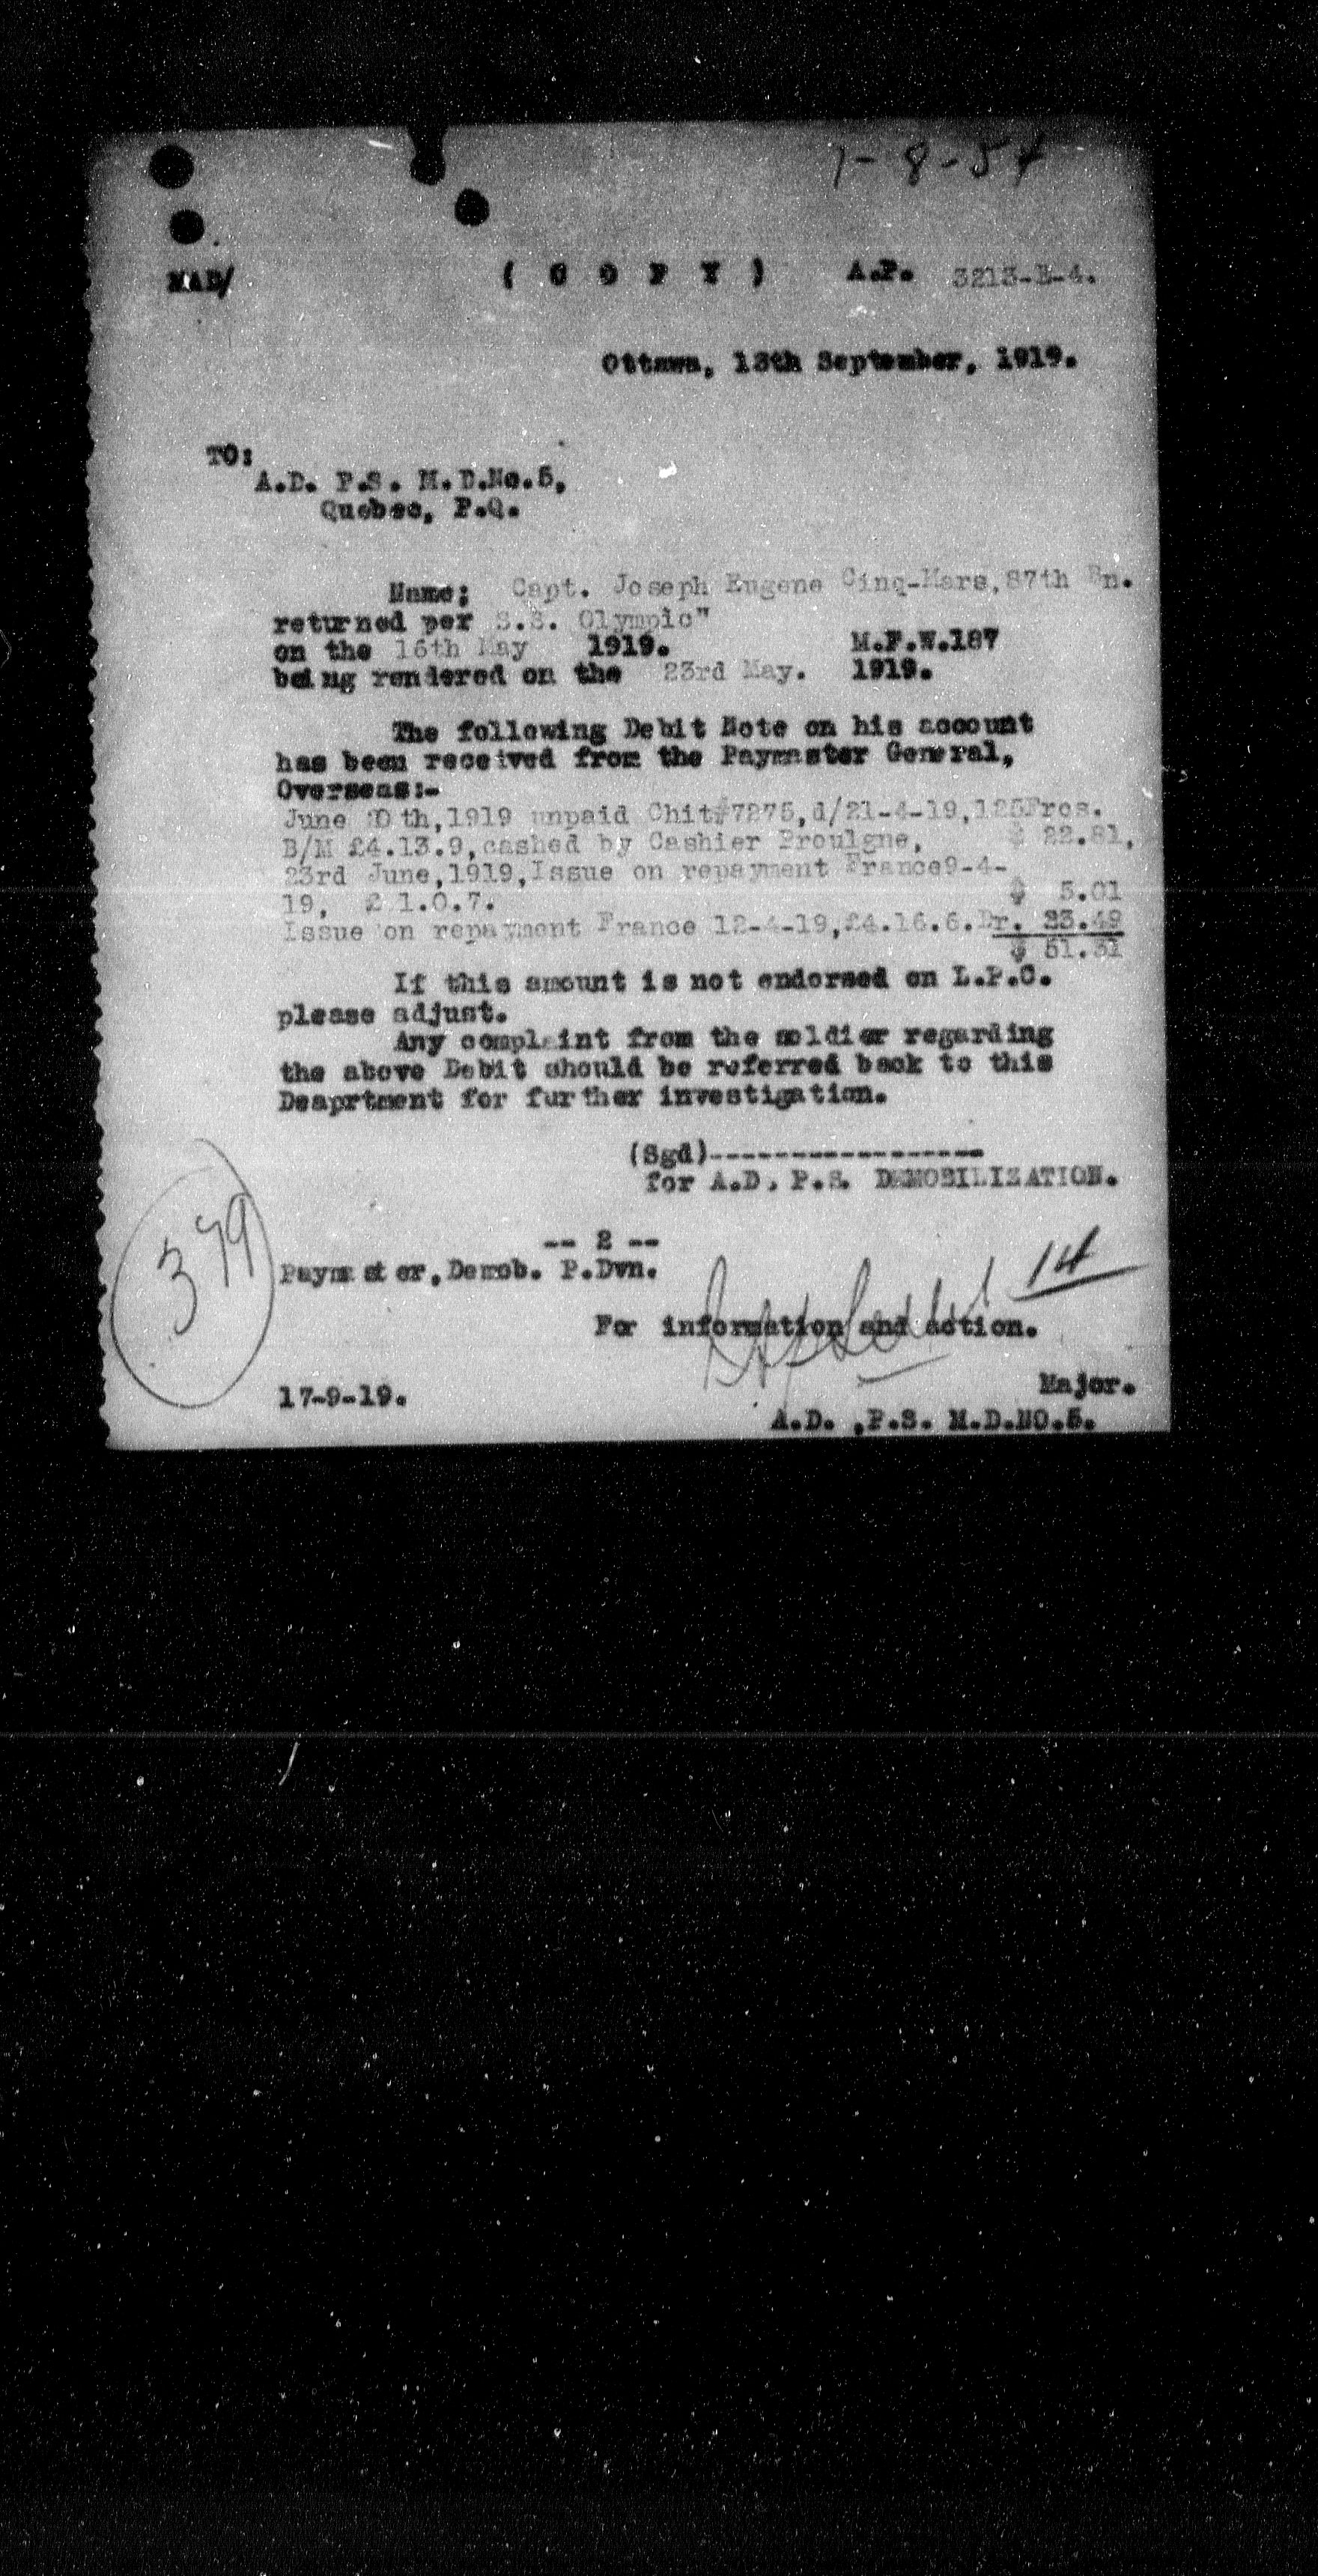 1-8-54
NAB/ ( C O P Y ) A.P. 3213-E-4.
Ottawa, 13th September, 1919.
TO:
A.D. P.S. M.D.No.5,
Quebec, P.Q.
Name; Capt. Joseph Eugene Cinq-Mars, 87th Bn.
returned per S.S. Olympic"
on the 16th May 1919. M.F.W.187
being rendered on the 23rd May. 1919.
The following Debit Note on his account
has been received from the Paymaster General,
Overseas:-
June 20th, 1919 unpaid Chit#7275, d/21-4-19, 125Frcs.
B/M £4.13.9, cashed by Cashier Proulgne, $ 22.81,
23rd June, 1919, Issue on repayment France9-4-
19, £ 1.0.7. $ 5.01
Issue on repayment France 12-4-19, £4.16.6. Dr. 23.49
$ 51.31
If this amount is not endorsed on L.P.C.
please adjust.
Any complaint from the soldier regarding
the above Debit should be referred back to this
Deaprtment for further investigation.
(Sgd)-----------------
for A.D. P.S. DEMOBILIZATION.
-- 2 --
Paymaster, Demob. P.Dvn.
14
379
For information and action.
17-9-19.
Major.
A.D. ,P.S. M.D.NO.5.